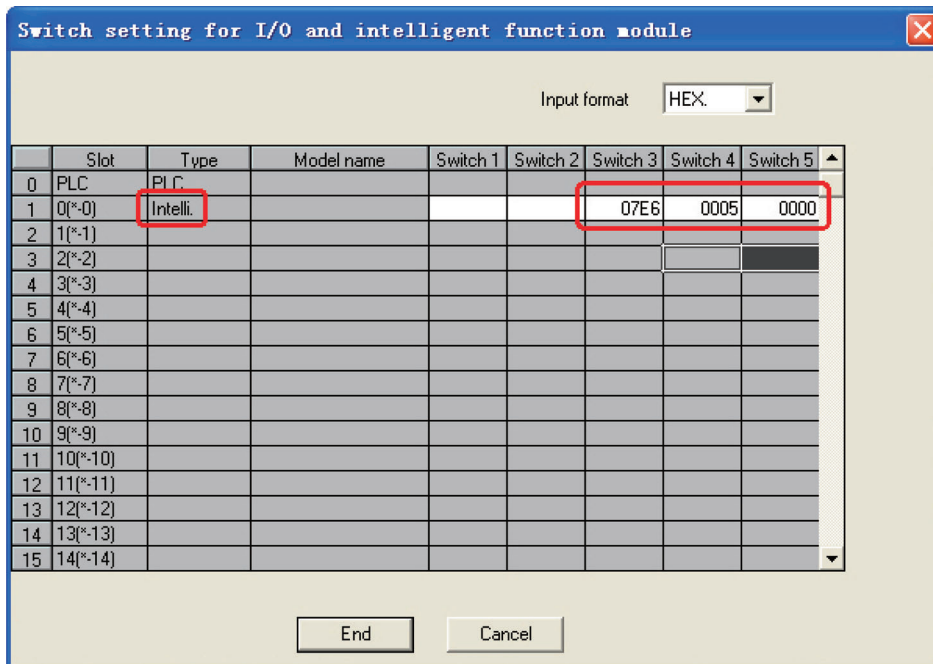 Switch setting for I/O and intelligent function module
Input format HEX.
Slot Type Model name Switch 1 Switch 2 Switch 3 Switch 4 Switch 5
0 PLC PLC
1 0(*-0) Intelli. 07E6 0005 0000
2 1(*-1)
3 2(*-2)
4 3(*-3)
5 4(*-4)
6 5(*-5)
7 6(*-6)
8 7(*-7)
9 8(*-8)
10 9(*-9)
11 10(*-10)
12 11(*-11)
13 12(*-12)
14 13(*-13)
15 14(*-14)
End Cancel